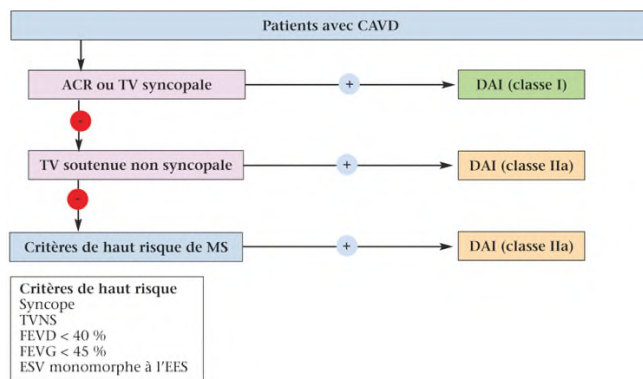 Patients avec CAVD
ACR ou TV syncopale
+
DAI (classe I)
-
TV soutenue non syncopale
+
DAI (classe IIa)
-
Critères de haut risque de MS
+
DAI (classe IIa)
Critères de haut risque
Syncope
TVNS
FEVD < 40 %
FEVG < 45 %
ESV monomorphe à l'EES